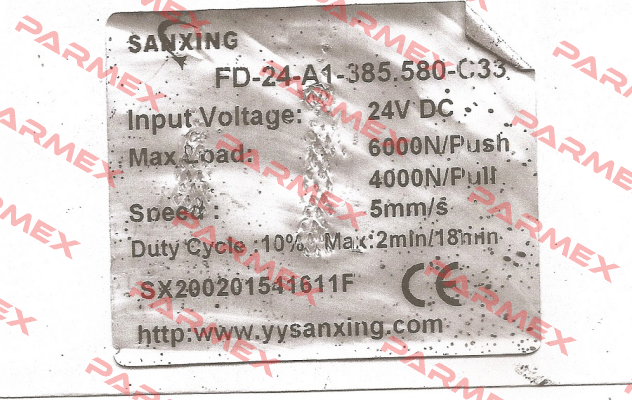 SANXING
FD-24-A1-385.580-C33
Input Voltage: 24V DC
Max Load: 6000N/Push
4000N/Pull
Speed : 5mm/s
Duty Cycle :10% Max:2min/18min
SX200201541611F
CE
http:www.yysanxing.com
PARMEX